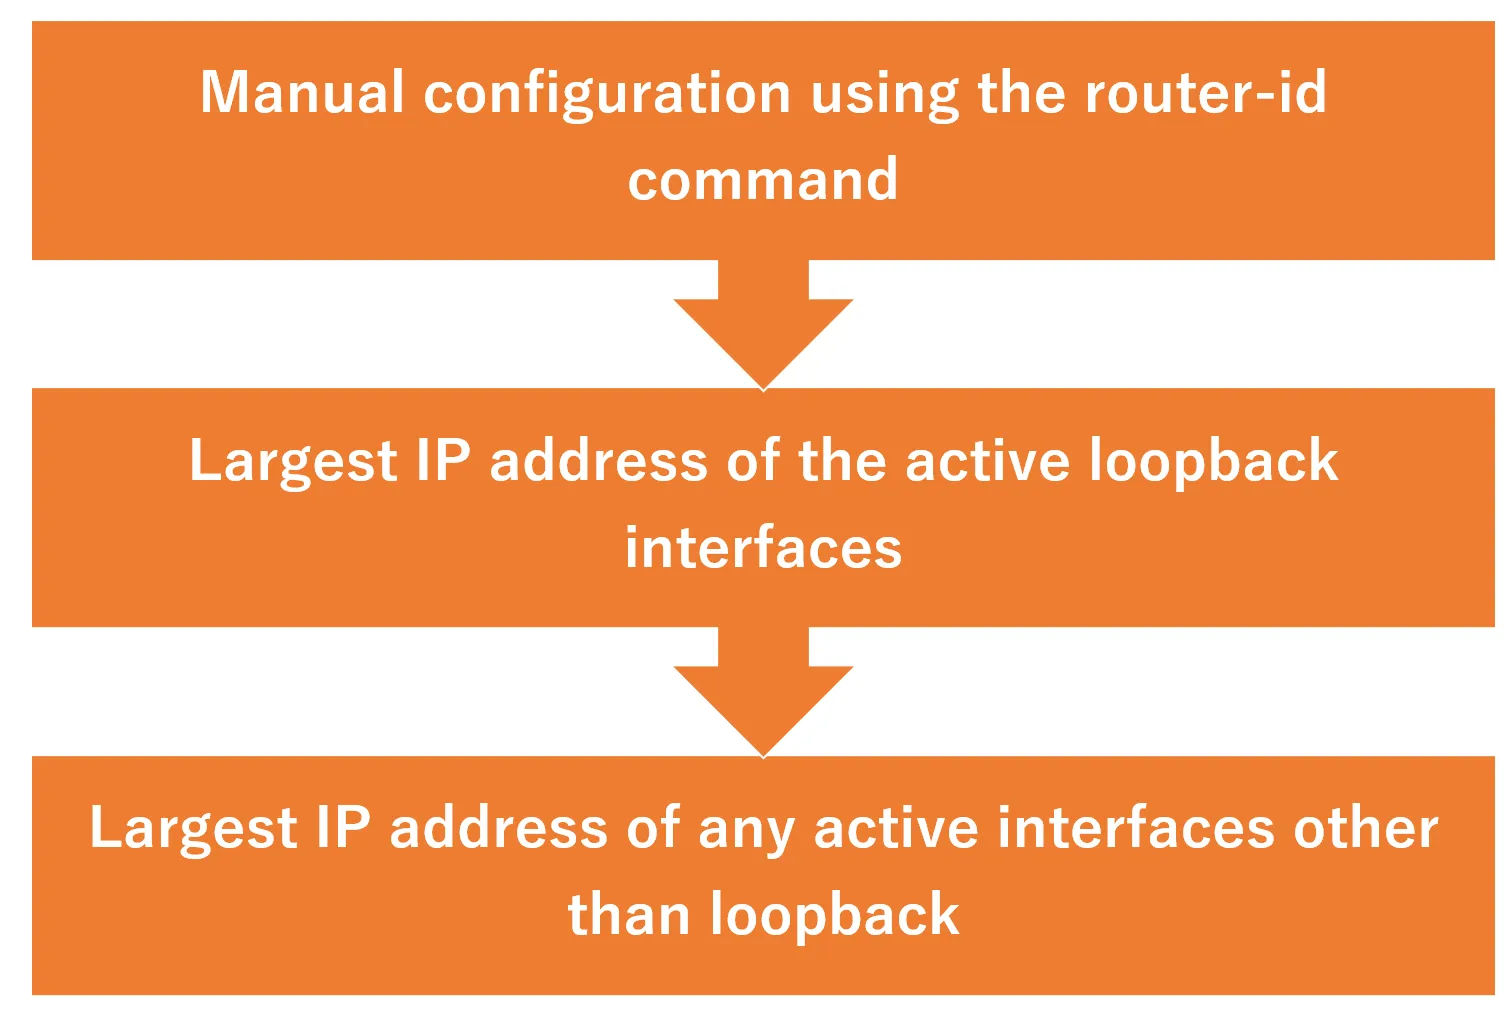 Manual configuration using the router-id
command
Largest IP address of the active loopback
interfaces
Largest IP address of any active interfaces other
than loopback